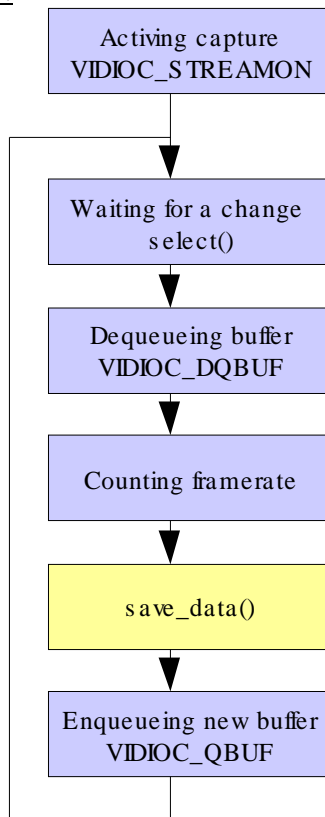 Activing capture
VIDIOC_STREAMON
Waiting for a change
select()
Dequeueing buffer
VIDIOC_DQBUF
Counting framerate
save_data()
Enqueueing new buffer
VIDIOC_QBUF